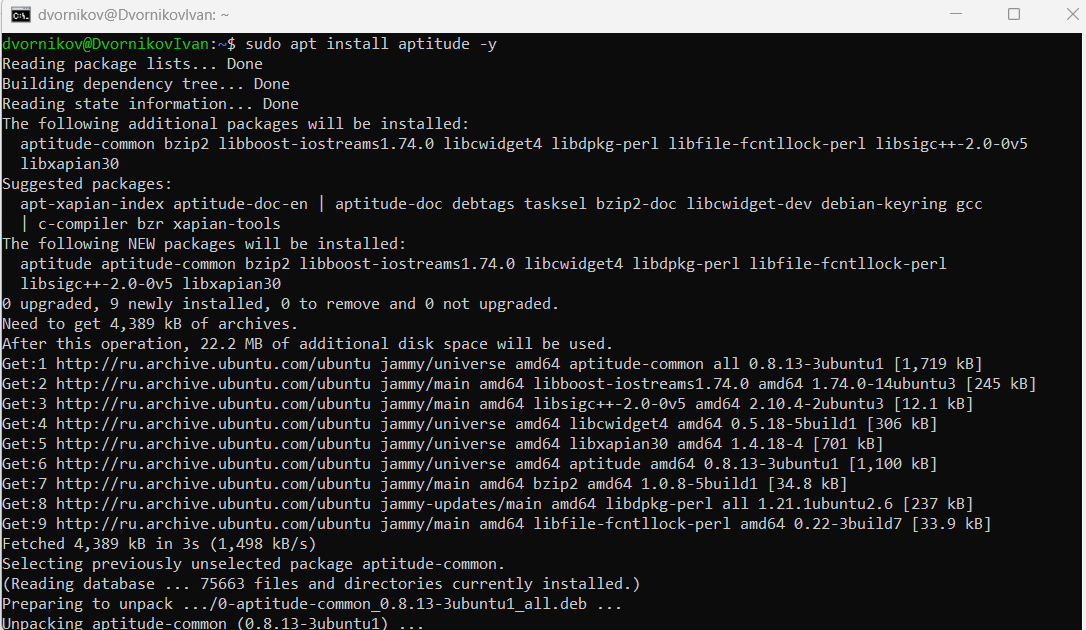 dvornikov@DvornikovIvan: ~
dvornikov@DvornikovIvan:~$ sudo apt install aptitude -y
Reading package lists... Done
Building dependency tree... Done
Reading state information... Done
The following additional packages will be installed:
  aptitude-common bzip2 libboost-iostreams1.74.0 libcwidget4 libdpkg-perl libfile-fcntllock-perl libsigc++-2.0-0v5
  libxapian30
Suggested packages:
  apt-xapian-index aptitude-doc-en | aptitude-doc debtags tasksel bzip2-doc libcwidget-dev debian-keyring gcc
  | c-compiler bzr xapian-tools
The following NEW packages will be installed:
  aptitude aptitude-common bzip2 libboost-iostreams1.74.0 libcwidget4 libdpkg-perl libfile-fcntllock-perl
  libsigc++-2.0-0v5 libxapian30
0 upgraded, 9 newly installed, 0 to remove and 0 not upgraded.
Need to get 4,389 kB of archives.
After this operation, 22.2 MB of additional disk space will be used.
Get:1 http://ru.archive.ubuntu.com/ubuntu jammy/universe amd64 aptitude-common all 0.8.13-3ubuntu1 [1,719 kB]
Get:2 http://ru.archive.ubuntu.com/ubuntu jammy/main amd64 libboost-iostreams1.74.0 amd64 1.74.0-14ubuntu3 [245 kB]
Get:3 http://ru.archive.ubuntu.com/ubuntu jammy/main amd64 libsigc++-2.0-0v5 amd64 2.10.4-2ubuntu3 [12.1 kB]
Get:4 http://ru.archive.ubuntu.com/ubuntu jammy/universe amd64 libcwidget4 amd64 0.5.18-5build1 [306 kB]
Get:5 http://ru.archive.ubuntu.com/ubuntu jammy/universe amd64 libxapian30 amd64 1.4.18-4 [701 kB]
Get:6 http://ru.archive.ubuntu.com/ubuntu jammy/universe amd64 aptitude amd64 0.8.13-3ubuntu1 [1,100 kB]
Get:7 http://ru.archive.ubuntu.com/ubuntu jammy/main amd64 bzip2 amd64 1.0.8-5build1 [34.8 kB]
Get:8 http://ru.archive.ubuntu.com/ubuntu jammy-updates/main amd64 libdpkg-perl all 1.21.1ubuntu2.6 [237 kB]
Get:9 http://ru.archive.ubuntu.com/ubuntu jammy/main amd64 libfile-fcntllock-perl amd64 0.22-3build7 [33.9 kB]
Fetched 4,389 kB in 3s (1,498 kB/s)
Selecting previously unselected package aptitude-common.
(Reading database ... 75663 files and directories currently installed.)
Preparing to unpack .../0-aptitude-common_0.8.13-3ubuntu1_all.deb ...
Unpacking aptitude-common (0.8.13-3ubuntu1) ...